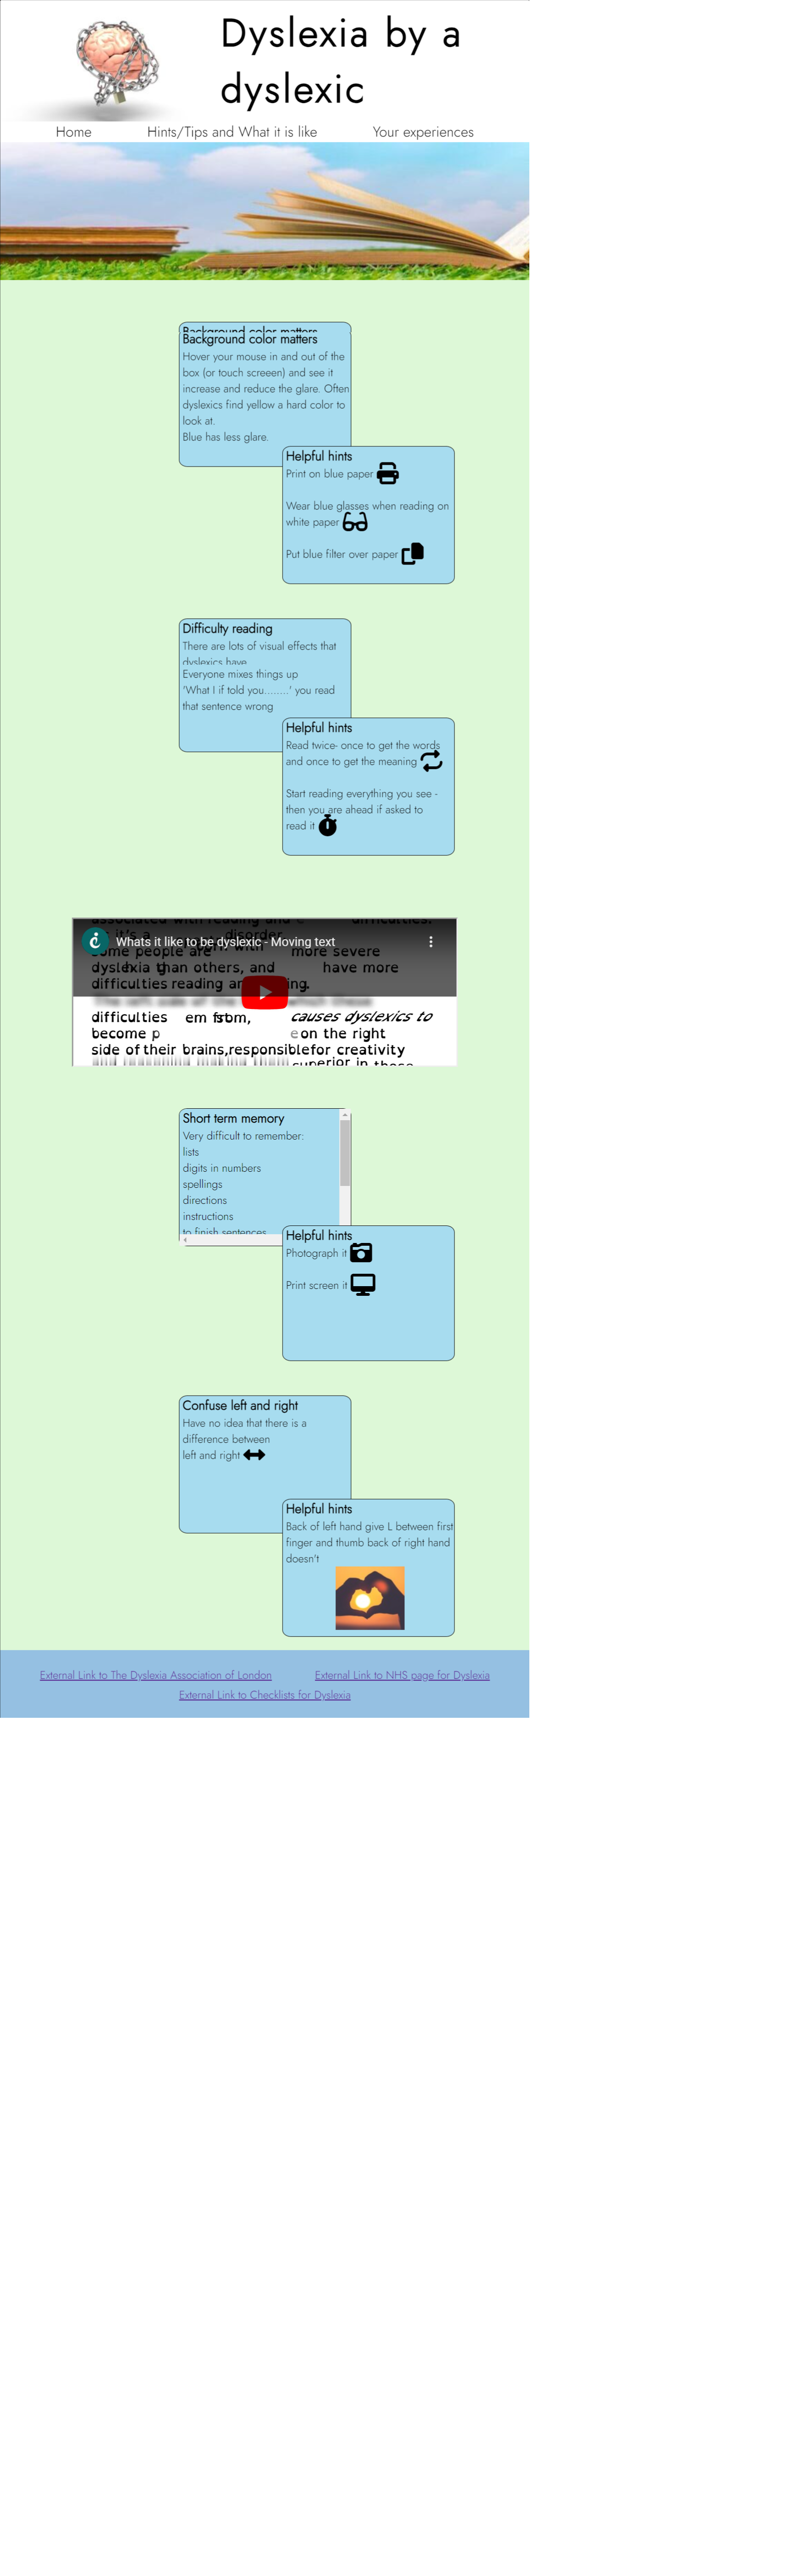 Dyslexia by a
dyslexic
Home Hints/Tips and What it is like Your experiences
Background color matters
Background color matters
Hover your mouse in and out of the
box (or touch screeen) and see it
increase and reduce the glare. Often
dyslexics find yellow a hard color to
look at.
Blue has less glare.
Helpful hints
Print on blue paper
Wear blue glasses when reading on
white paper
Put blue filter over paper
Difficulty reading
There are lots of visual effects that
dyslexics have
Everyone mixes things up
'What I if told you........' you read
that sentence wrong
Helpful hints
Read twice- once to get the words
and once to get the meaning
Start reading everything you see -
then you are ahead if asked to
read it
associated with reading and difficulties.
it's a disorder
Whats it like to be dyslexic - Moving text
some people are with more severe
dyslexia than others, and have more
difficulties reading
difficulties em from, causes dyslexics to
become p e on the right
side of their brains,responsible for creativity
superior in these
Short term memory
Very difficult to remember:
lists
digits in numbers
spellings
directions
instructions
to finish sentences
Helpful hints
Photograph it
Print screen it
Confuse left and right
Have no idea that there is a
difference between
left and right
Helpful hints
Back of left hand give L between first
finger and thumb back of right hand
doesn't
External Link to The Dyslexia Association of London External Link to NHS page for Dyslexia
External Link to Checklists for Dyslexia